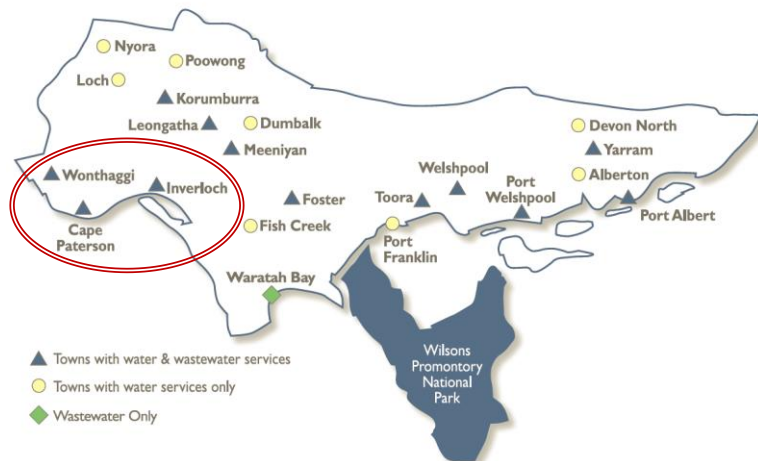 Nyora
Poowong
Loch
Korumburra
Leongatha
Dumbalk
Devon North
Meeniyan
Yarram
Wonthaggi
Inverloch
Welshpool
Alberton
Foster
Toora
Port
Welshpool
Cape
Paterson
Port Albert
Fish Creek
Port
Franklin
Waratah Bay
Towns with water & wastewater services
Towns with water services only
Wastewater Only
Wilsons
Promontory
National
Park